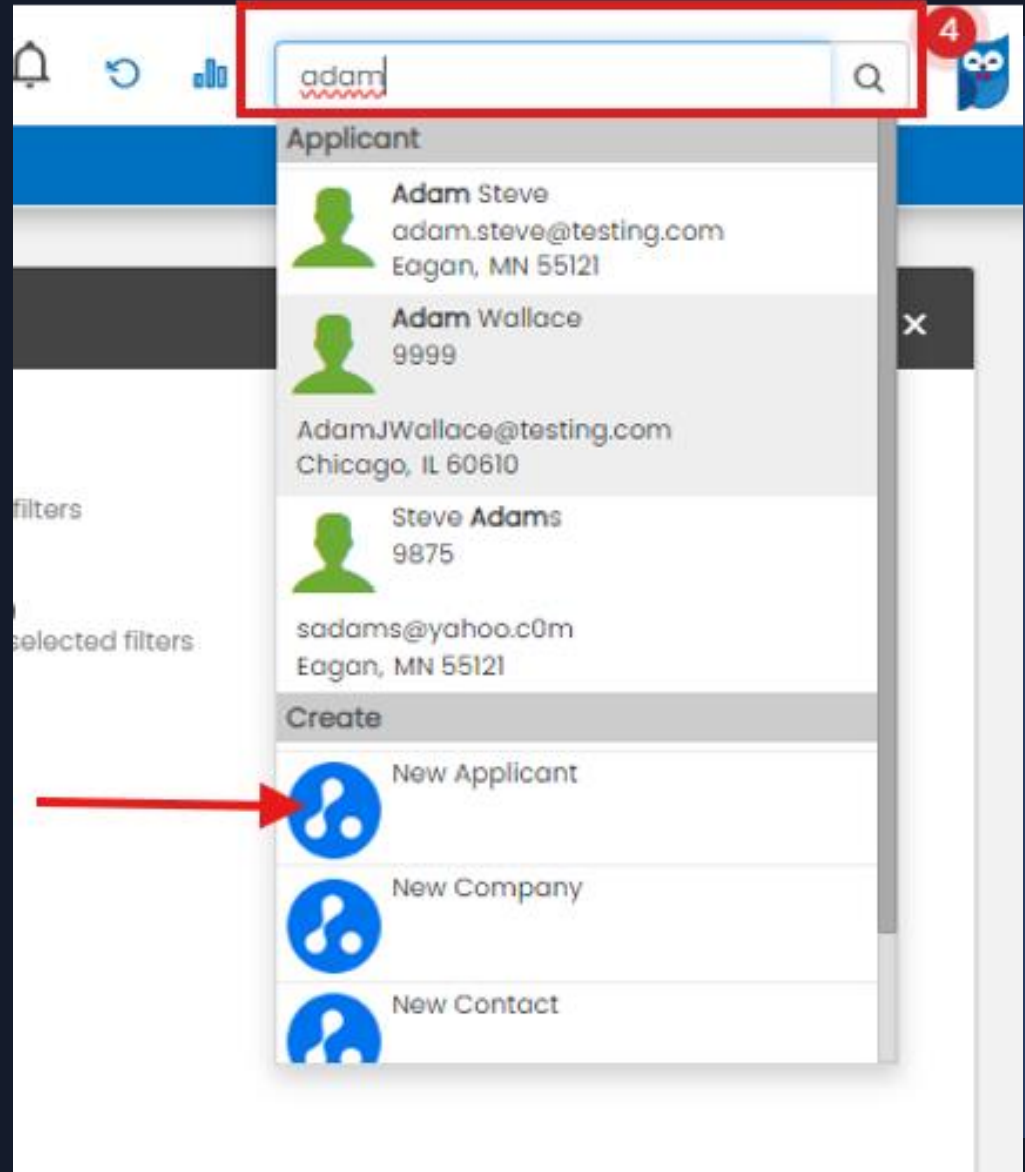 4
adam
Applicant
Adam Steve
adam.steve@testing.com
Eagan, MN 55121
Adam Wallace
9999
AdamJWallace@testing.com
Chicago, IL 60610
filters
Steve Adams
9875
selected filters
sadams@yahoo.c0m
Eagan, MN 55121
Create
New Applicant
New Company
New Contact